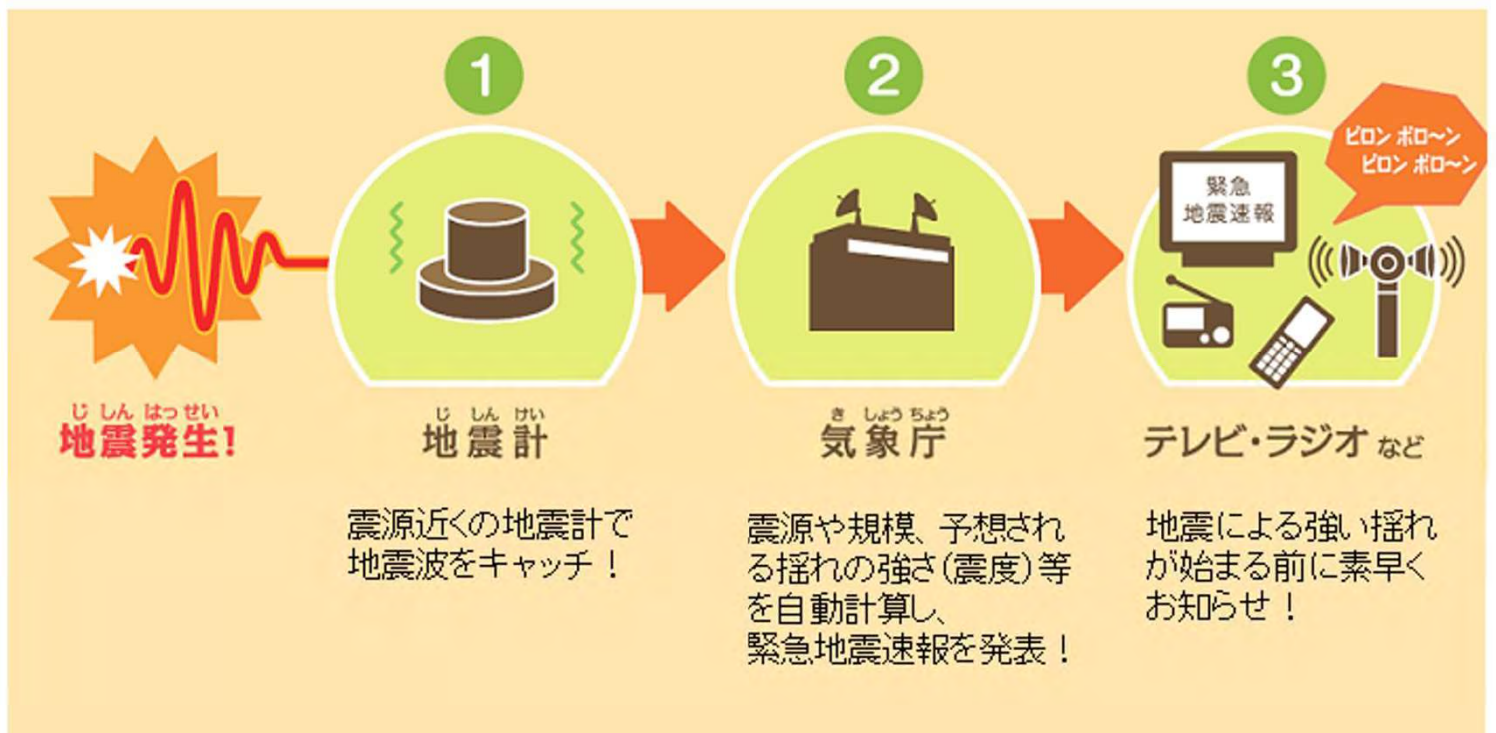 1
2
3
ピロン ポロ〜ン
ピロン ポロ〜ン
緊急
地震速報
じ しん はっ せい
地震発生!
じ しん けい
地震計
き しょう ちょう
気象庁
テレビ・ラジオ など
震源近くの地震計で
地震波をキャッチ！
震源や規模、予想され
る揺れの強さ(震度)等
を自動計算し、
緊急地震速報を発表！
地震による強い揺れ
が始まる前に素早く
お知らせ！